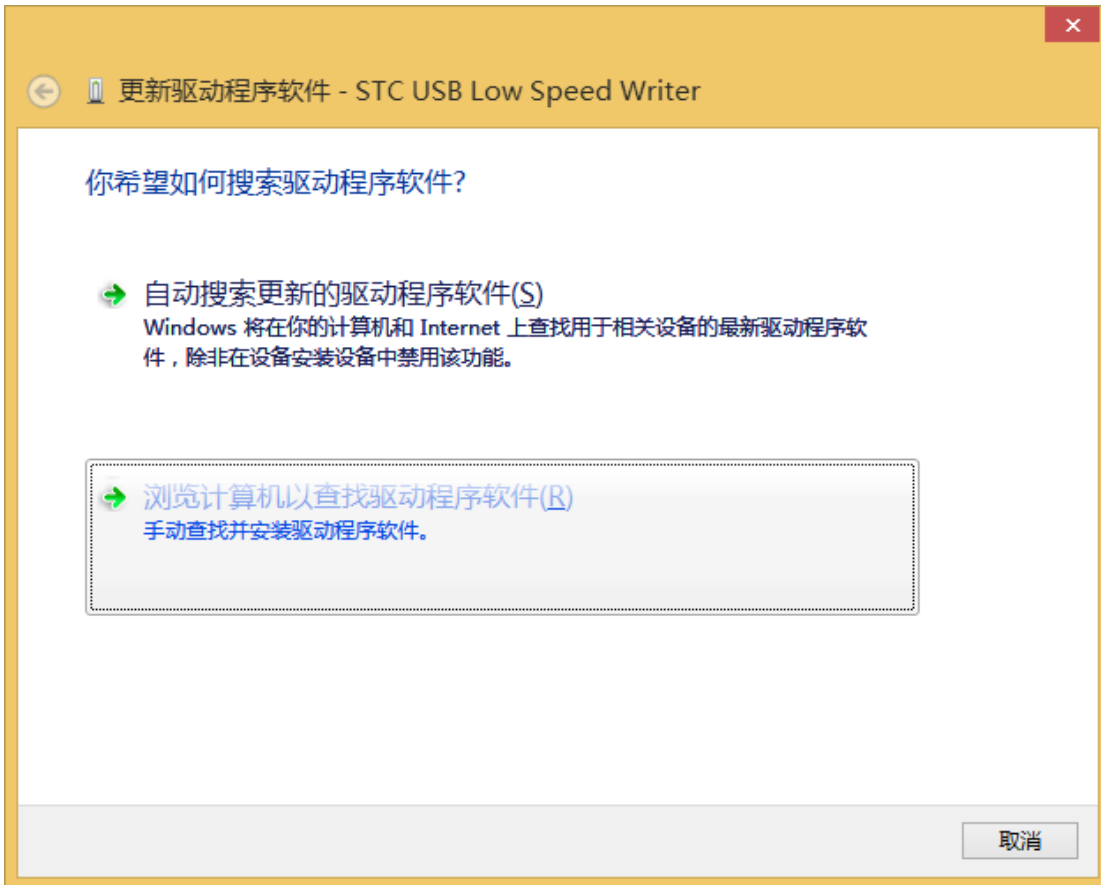 更新驱动程序软件 - STC USB Low Speed Writer
你希望如何搜索驱动程序软件?
自动搜索更新的驱动程序软件(S)
Windows 将在你的计算机和 Internet 上查找用于相关设备的最新驱动程序软
件，除非在设备安装设备中禁用该功能。
浏览计算机以查找驱动程序软件(R)
手动查找并安装驱动程序软件。
取消